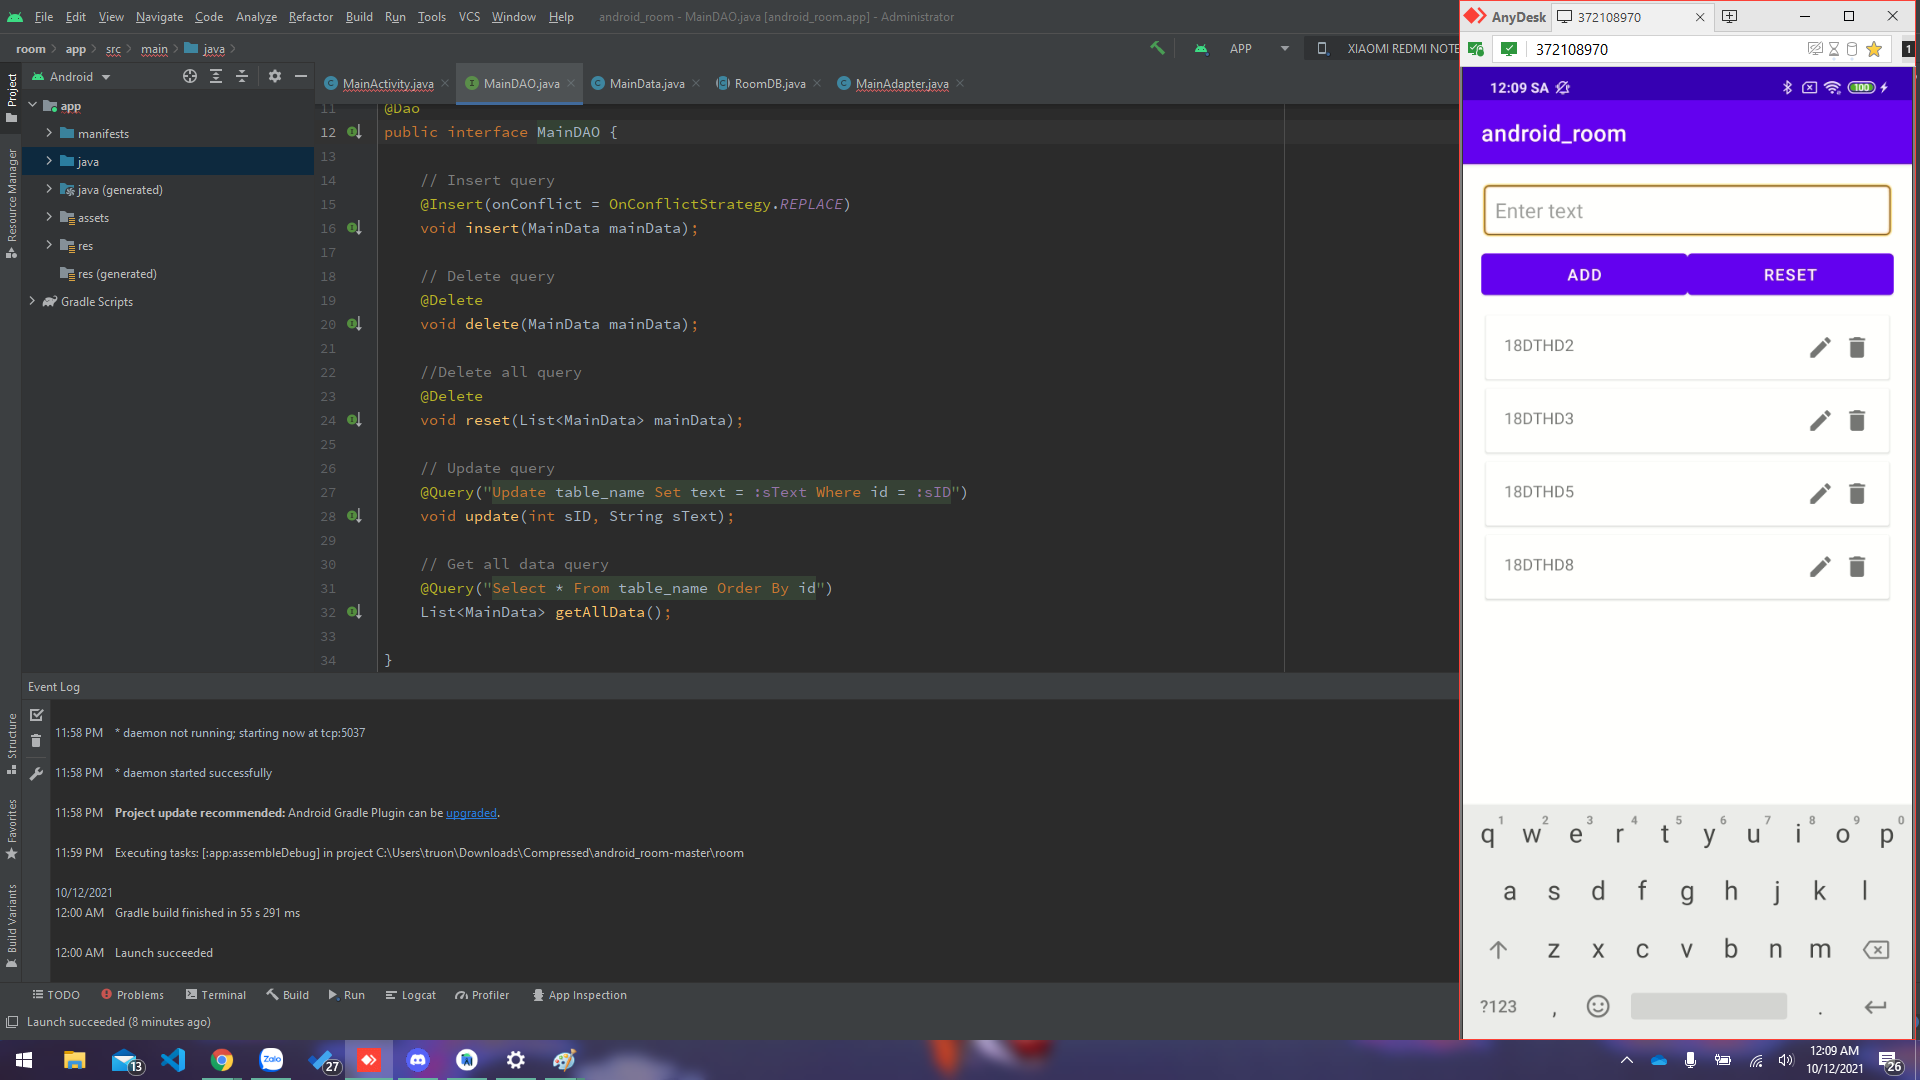 File Edit View Navigate Code Analyze Refactor Build Run Tools VCS Window Help android_room - MainDAO.java [android_room.app] - Administrator
room app src main java
APP
XIAOMI REDMI NOTE
Android
Project
Resource Manager
Structure
Favorites
Build Variants
app
manifests
java
java (generated)
assets
res
res (generated)
Gradle Scripts
MainActivity.java MainDAO.java MainData.java RoomDB.java MainAdapter.java
11 @Dao
12 public interface MainDAO {
13
14 // Insert query
15 @Insert(onConflict = OnConflictStrategy.REPLACE)
16 void insert(MainData mainData);
17
18 // Delete query
19 @Delete
20 void delete(MainData mainData);
21
22 //Delete all query
23 @Delete
24 void reset(List<MainData> mainData);
25
26 // Update query
27 @Query("Update table_name Set text = :sText Where id = :sID")
28 void update(int sID, String sText);
29
30 // Get all data query
31 @Query("Select * From table_name Order By id")
32 List<MainData> getAllData();
33
34 }
Event Log
11:58 PM * daemon not running; starting now at tcp:5037
11:58 PM * daemon started successfully
11:58 PM Project update recommended: Android Gradle Plugin can be upgraded.
11:59 PM Executing tasks: [:app:assembleDebug] in project C:\Users\truon\Downloads\Compressed\android_room-master\room
10/12/2021
12:00 AM Gradle build finished in 55 s 291 ms
12:00 AM Launch succeeded
TODO Problems Terminal Build Run Logcat Profiler App Inspection
Launch succeeded (8 minutes ago)
AnyDesk 372108970
372108970 1
12:09 SA 100
android_room
Enter text
ADD RESET
18DTHD2
18DTHD3
18DTHD5
18DTHD8
1 2 3 4 5 6 7 8 9 0
q w e r t y u i o p
a s d f g h j k l
z x c v b n m
?123 , .
13 Zalo 27
12:09 AM
10/12/2021
26